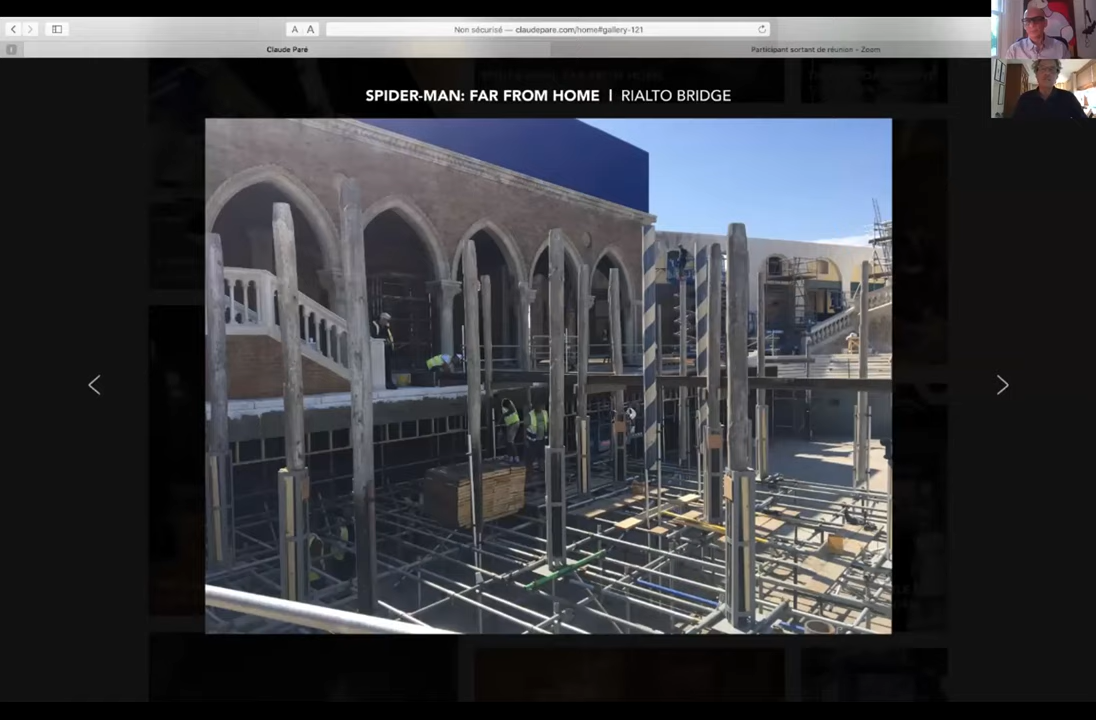 A A
Non sécurisé — claudepare.com/home#gallery-121
Claude Paré
Participant sortant de réunion – Zoom
SPIDER-MAN: FAR FROM HOME | RIALTO BRIDGE